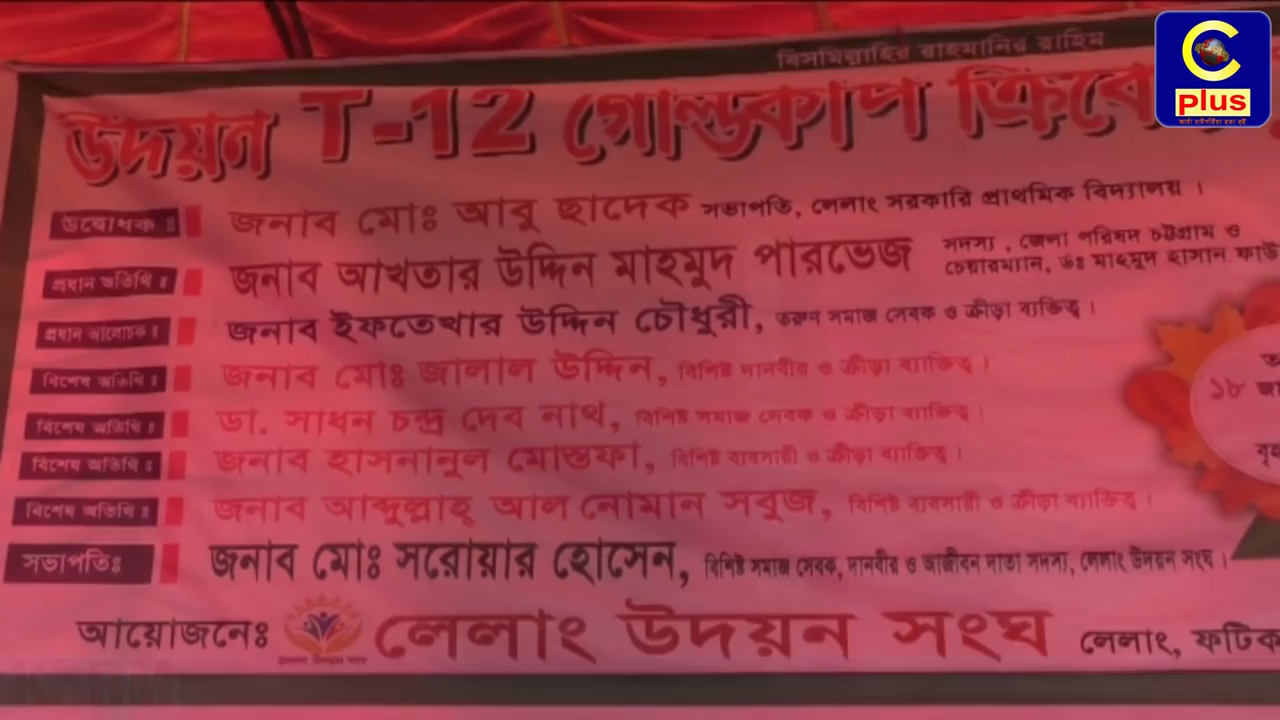 বিসমিল্লাহির রাহমানির রাহিম
C
plus
উদয়ন T-12 গোল্ডকাপ ক্রিকে
উদ্বোধক ঃ জনাব মোঃ আবু ছাদেক সভাপতি, লেলাং সরকারি প্রাথমিক বিদ্যালয় ।
প্রধান অতিথি ঃ জনাব আখতার উদ্দিন মাহমুদ পারভেজ সদস্য , জেলা পরিষদ চট্টগ্রাম ও
চেয়ারম্যান, ডঃ মাহমুদ হাসান ফাউ
প্রধান আলোচক ঃ জনাব ইফতেখার উদ্দিন চৌধুরী, তরুণ সমাজ সেবক ও ক্রীড়া ব্যক্তিত্ব ।
বিশেষ অতিথি ঃ জনাব মোঃ জালাল উদ্দিন, বিশিষ্ট দানবীর ও ক্রীড়া ব্যক্তিত্ব ।
বিশেষ অতিথি ঃ ডা. সাধন চন্দ্র দেব নাথ, বিশিষ্ট সমাজ সেবক ও ক্রীড়া ব্যক্তিত্ব ।
বিশেষ অতিথি ঃ জনাব হাসনানুল মোস্তফা, বিশিষ্ট ব্যবসায়ী ও ক্রীড়া ব্যক্তিত্ব ।
বিশেষ অতিথি ঃ জনাব আব্দুল্লাহ্ আল নোমান সবুজ, বিশিষ্ট ব্যবসায়ী ও ক্রীড়া ব্যক্তিত্ব ।
সভাপতিঃ জনাব মোঃ সরোয়ার হোসেন, বিশিষ্ট সমাজ সেবক, দানবীর ও আজীবন দাতা সদস্য, লেলাং উদয়ন সংঘ ।
১৮ জা
বৃহ
আয়োজনেঃ লেলাং উদয়ন সংঘ লেলাং, ফটিক